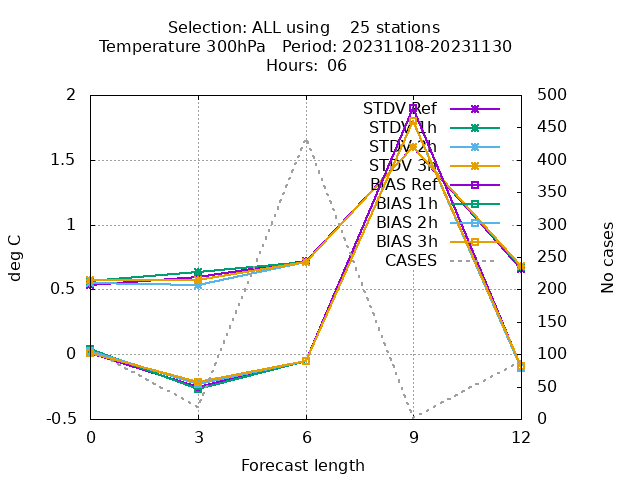 Selection: ALL using    25 stations
Temperature 300hPa   Period: 20231108-20231130
Hours: 06
2
1.5
1
0.5
0
-0.5
deg C
500
450
400
350
300
250
200
150
100
50
0
No cases
STDV Ref
STDV 1h
STDV 2h
STDV 3h
BIAS Ref
BIAS 1h
BIAS 2h
BIAS 3h
CASES
0 3 6 9 12
Forecast length